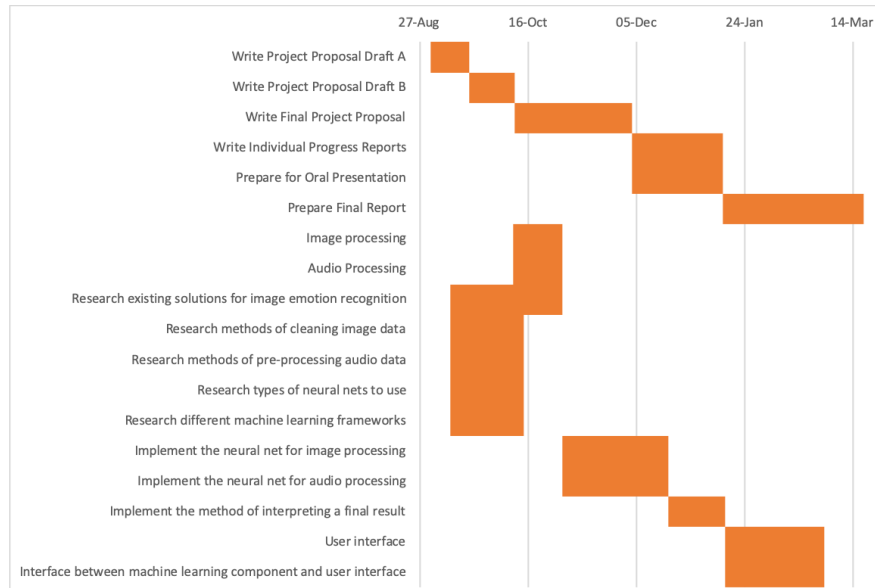 27-Aug 16-Oct 05-Dec 24-Jan 14-Mar
Write Project Proposal Draft A
Write Project Proposal Draft B
Write Final Project Proposal
Write Individual Progress Reports
Prepare for Oral Presentation
Prepare Final Report
Image processing
Audio Processing
Research existing solutions for image emotion recognition
Research methods of cleaning image data
Research methods of pre-processing audio data
Research types of neural nets to use
Research different machine learning frameworks
Implement the neural net for image processing
Implement the neural net for audio processing
Implement the method of interpreting a final result
User interface
Interface between machine learning component and user interface